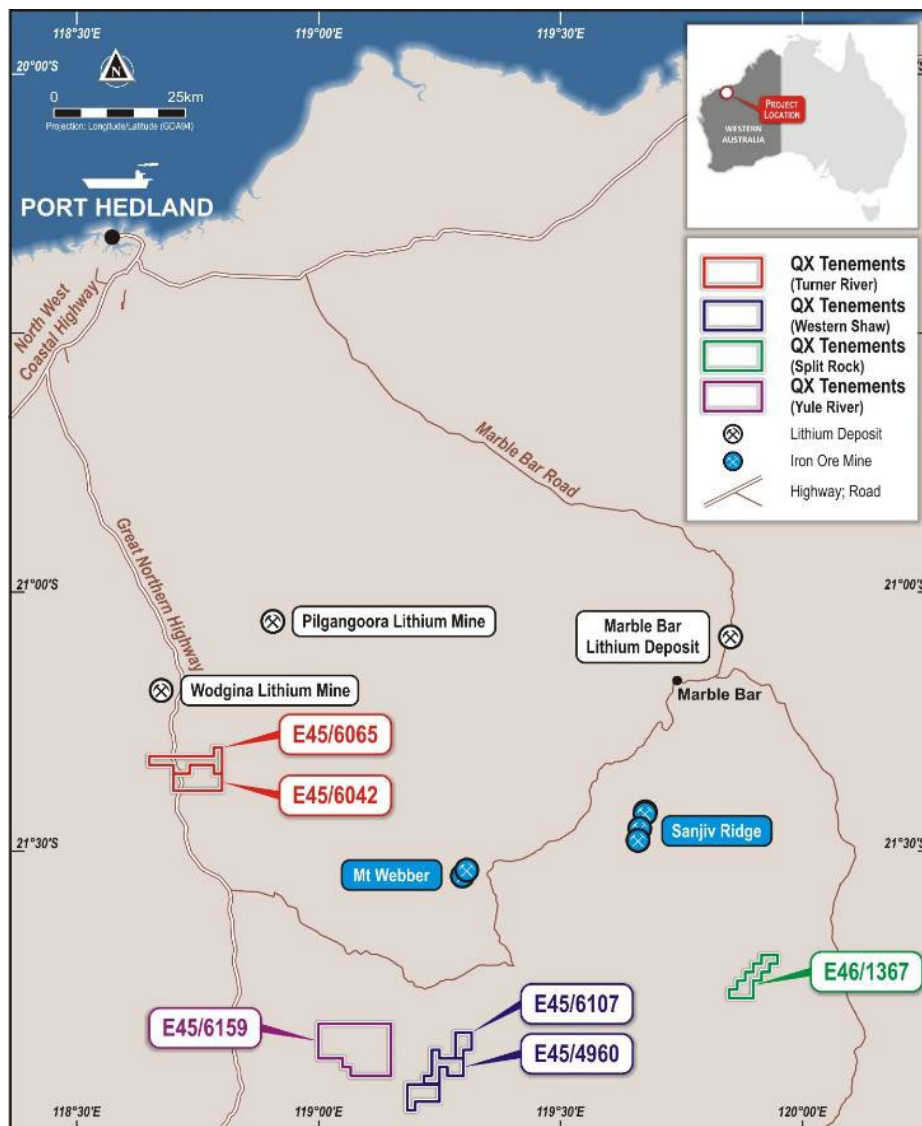 118°30'E
119°00'E
119°30'E
20°00'S
N
0
25km
Projection: Longitude/Latitude (GDA94)
PROJECT
LOCATION
WESTERN
AUSTRALIA
PORT HEDLAND
North West
Coastal Highway
QX Tenements
(Turner River)
QX Tenements
(Western Shaw)
QX Tenements
(Split Rock)
QX Tenements
(Yule River)
Lithium Deposit
Iron Ore Mine
Highway; Road
Marble Bar Road
Great Northern Highway
21°00'S
21°00'S
Pilgangoora Lithium Mine
Marble Bar
Lithium Deposit
Wodgina Lithium Mine
Marble Bar
E45/6065
E45/6042
Sanjiv Ridge
21°30'S
21°30'S
Mt Webber
E46/1367
E45/6107
E45/6159
E45/4960
118°30'E
119°00'E
119°30'E
120°00'E